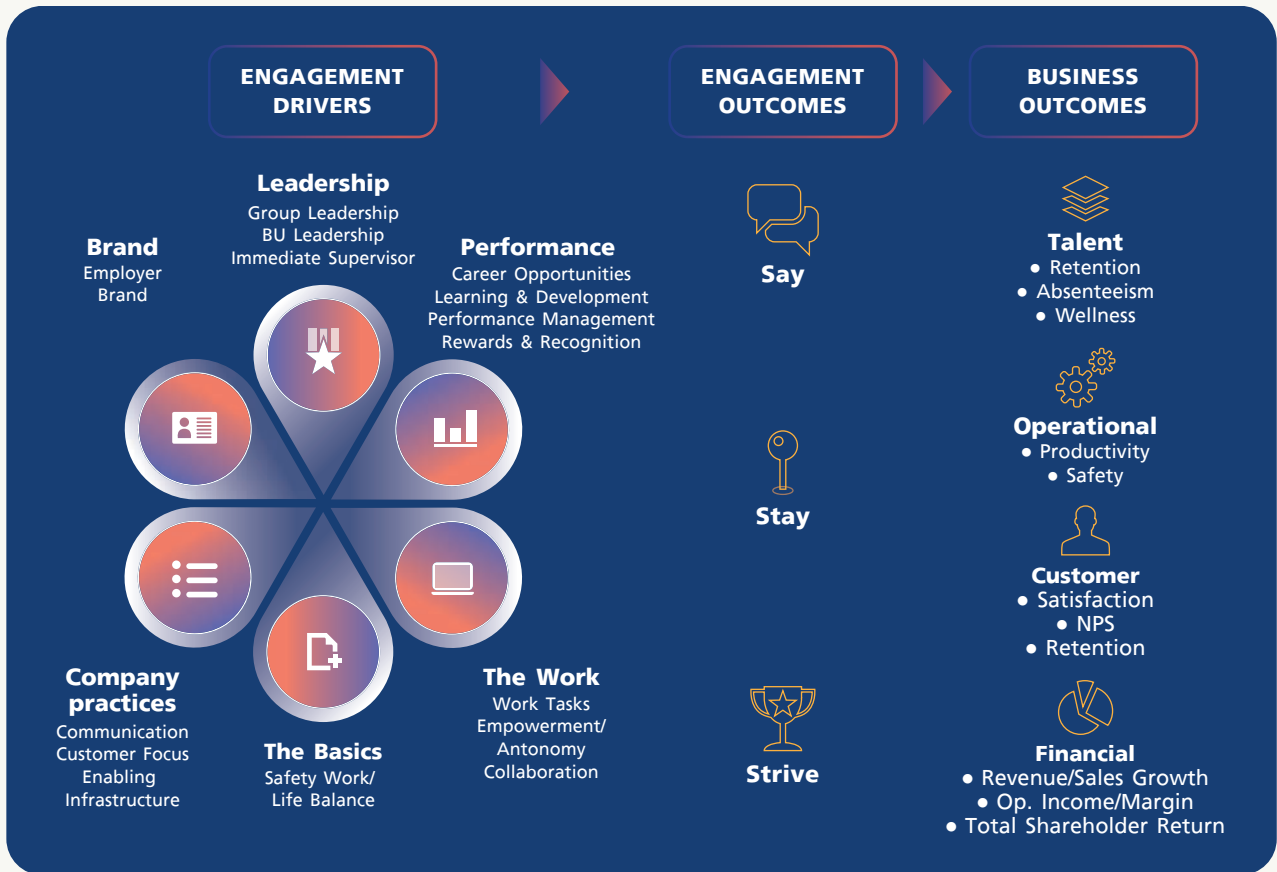 ENGAGEMENT
DRIVERS
ENGAGEMENT
OUTCOMES
BUSINESS
OUTCOMES
Leadership
Group Leadership
BU Leadership
Immediate Supervisor
Brand
Employer
Brand
Performance
Career Opportunities
Learning & Development
Performance Management
Rewards & Recognition
Company
practices
Communication
Customer Focus
Enabling
Infrastructure
The Basics
Safety Work/
Life Balance
The Work
Work Tasks
Empowerment/
Antonomy
Collaboration
Say
Stay
Strive
Talent
● Retention
● Absenteeism
● Wellness
Operational
● Productivity
● Safety
Customer
● Satisfaction
● NPS
● Retention
Financial
● Revenue/Sales Growth
● Op. Income/Margin
● Total Shareholder Return